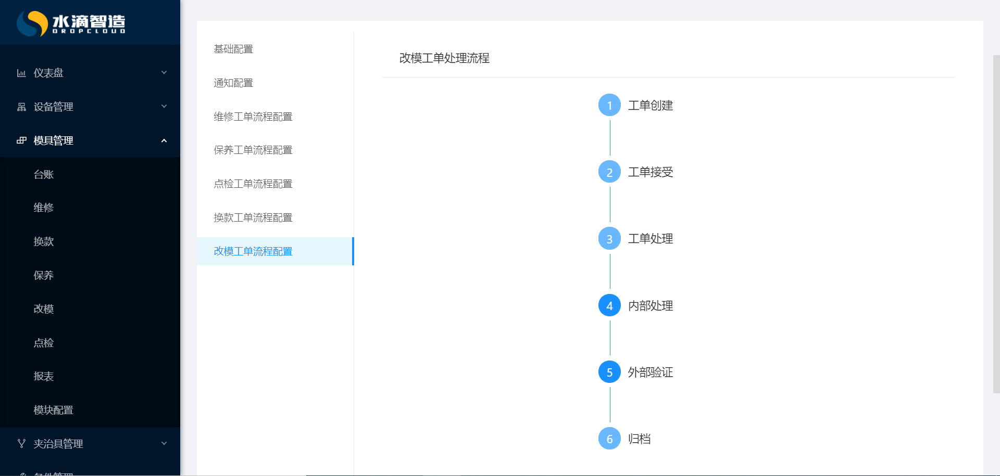 水滴智造
DROPCLOUD
仪表盘
设备管理
模具管理
台账
维修
换款
保养
改模
点检
报表
模块配置
夹治具管理
基础配置
通知配置
维修工单流程配置
保养工单流程配置
点检工单流程配置
换款工单流程配置
改模工单流程配置
改模工单处理流程
1 工单创建
2 工单接受
3 工单处理
4 内部处理
5 外部验证
6 归档